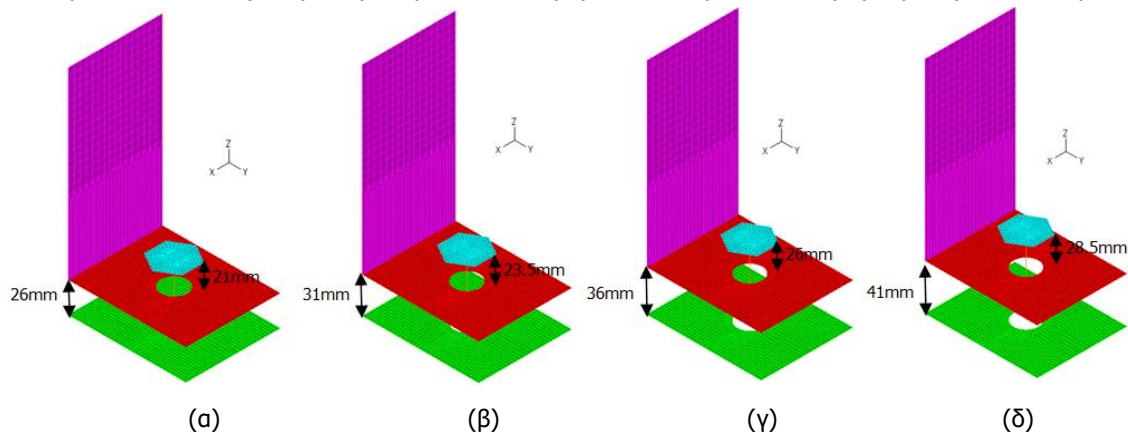 Z Z Z Z
X Y X Y X Y X Y
21mm 23.5mm 26mm 28.5mm
26mm 31mm 36mm 41mm
(α) (β) (γ) (δ)